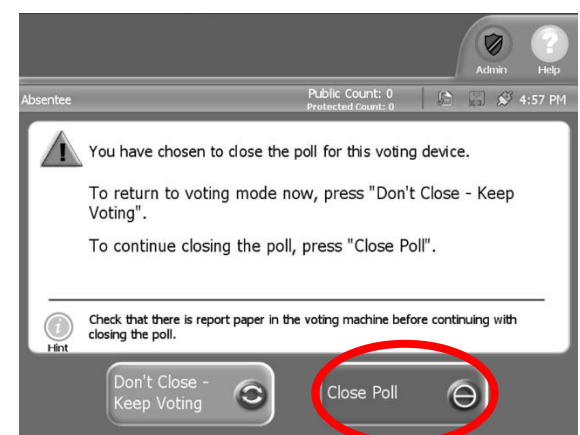 Admin Help
Absentee Public Count: 0 4:57 PM
Protected Count: 0
You have chosen to close the poll for this voting device.
To return to voting mode now, press "Don't Close - Keep
Voting".
To continue closing the poll, press "Close Poll".
Check that there is report paper in the voting machine before continuing with
closing the poll.
Hint
Don't Close -
Keep Voting
Close Poll